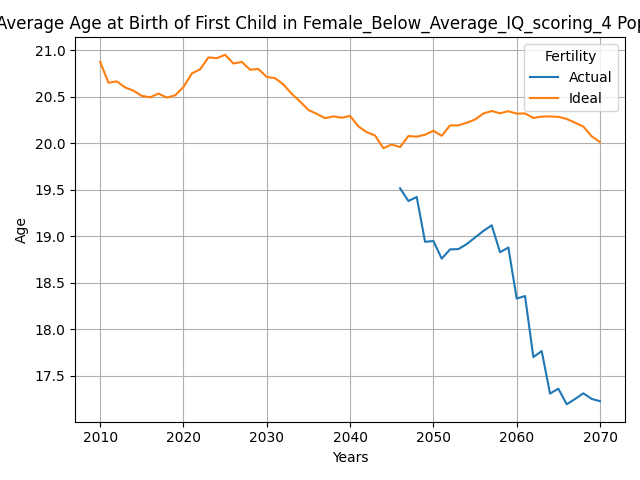 Average Age at Birth of First Child in Female_Below_Average_IQ_scoring_4 Pop
Fertility
Actual
Ideal
21.0
20.5
20.0
19.5
19.0
18.5
18.0
17.5
Age
2010 2020 2030 2040 2050 2060 2070
Years